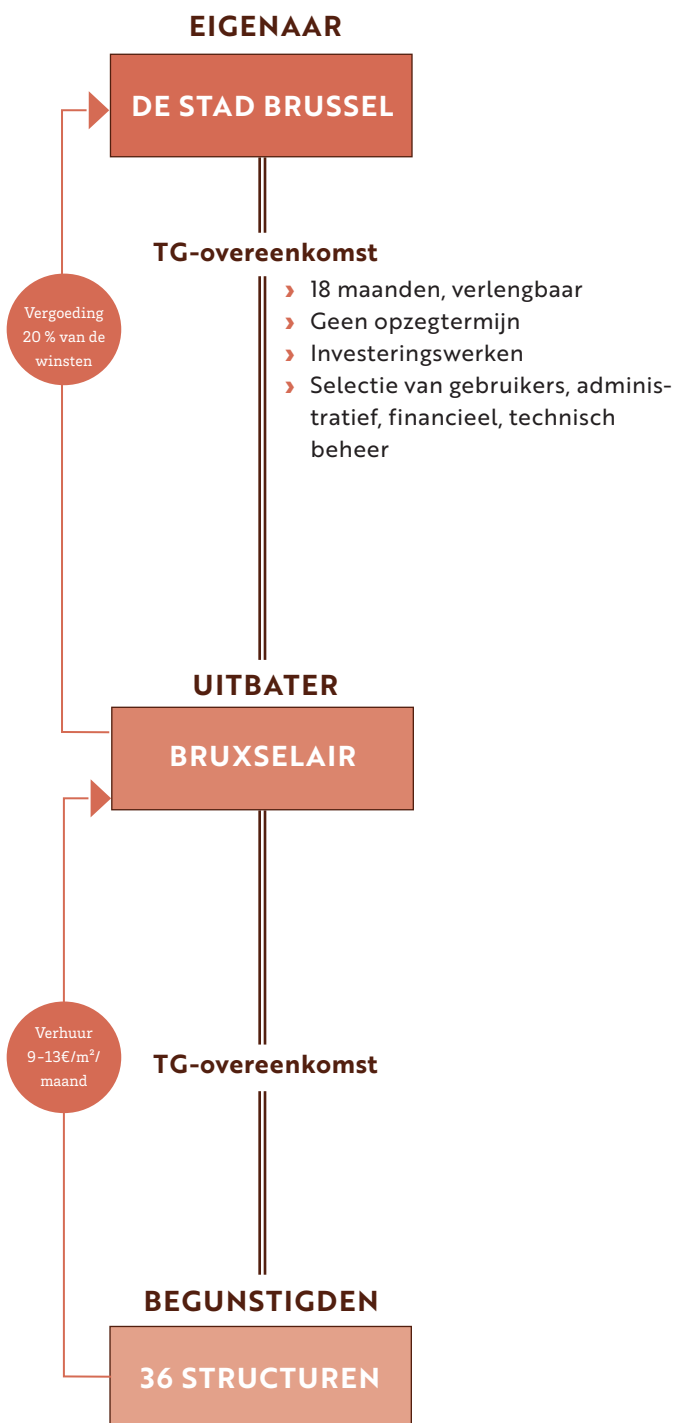 EIGENAAR
DE STAD BRUSSEL
TG-overeenkomst
› 18 maanden, verlengbaar
› Geen opzegtermijn
› Investeringswerken
› Selectie van gebruikers, adminis-
tratief, financieel, technisch
beheer
Vergoeding
20 % van de
winsten
UITBATER
BRUXSELAIR
Verhuur
9-13€/m²/
maand
TG-overeenkomst
BEGUNSTIGDEN
36 STRUCTUREN